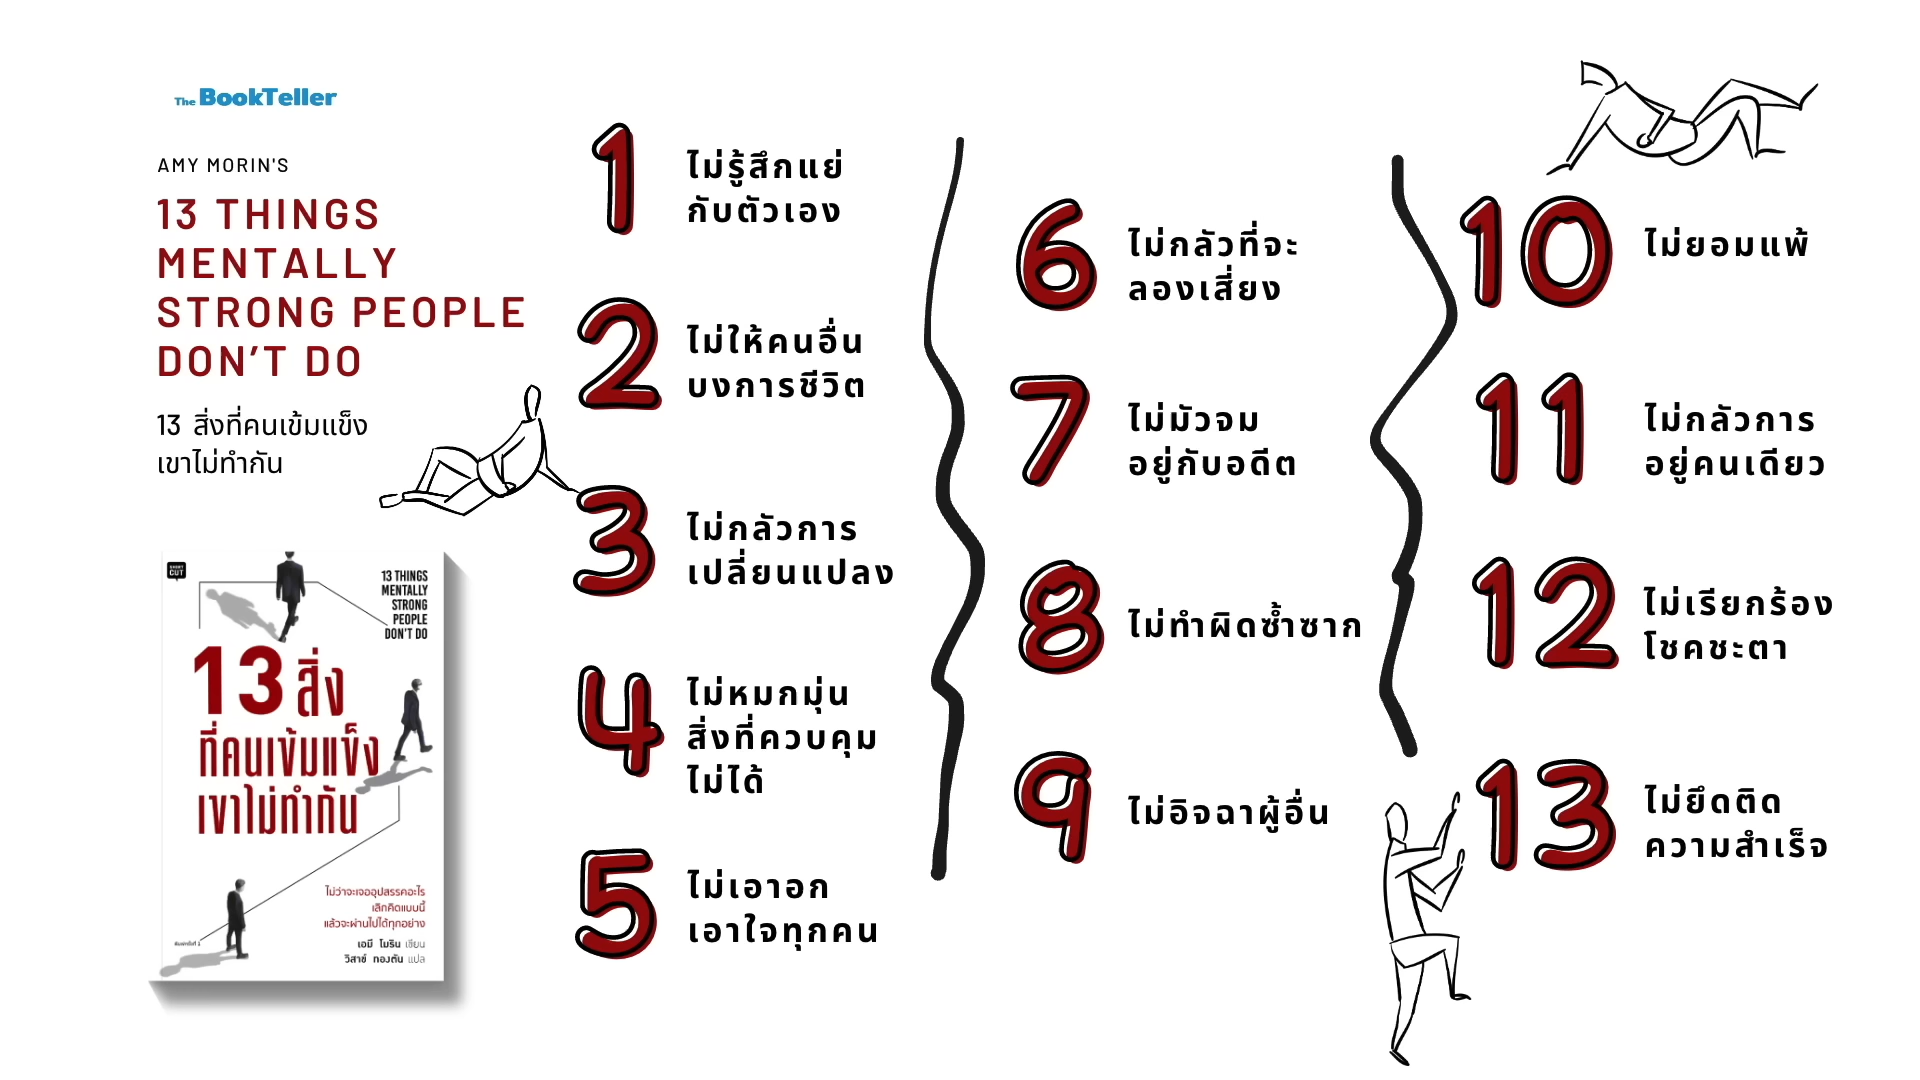 The BookTeller
AMY MORIN'S
13 THINGS
MENTALLY
STRONG PEOPLE
DON'T DO
13 สิ่งที่คนเข้มแข็ง
เขาไม่ทำกัน
SHORT
CUT
13 THINGS
MENTALLY
STRONG
PEOPLE
DON'T DO
13 สิ่ง
ที่คนเข้มแข็ง
เขาไม่ทำกัน
ไม่ว่าจะเจออุปสรรคอะไร
เลิกคิดแบบนี้
แล้วจะผ่านไปได้ทุกอย่าง
เอมี โมริน เขียน
วิสาข์ ทองตัน แปล
1
ไม่รู้สึกแย่
กับตัวเอง
2
ไม่ให้คนอื่น
บงการชีวิต
3
ไม่กลัวการ
เปลี่ยนแปลง
4
ไม่หมกมุ่น
สิ่งที่ควบคุม
ไม่ได้
5
ไม่เอาอก
เอาใจทุกคน
6
ไม่กลัวที่จะ
ลองเสี่ยง
7
ไม่มัวจม
อยู่กับอดีต
8
ไม่ทำผิดซ้ำซาก
9
ไม่อิจฉาผู้อื่น
10
ไม่ยอมแพ้
11
ไม่กลัวการ
อยู่คนเดียว
12
ไม่เรียกร้อง
โชคชะตา
13
ไม่ยึดติด
ความสำเร็จ